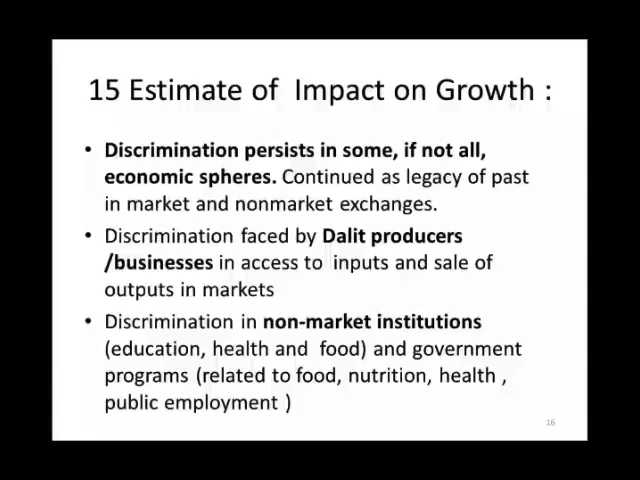 15 Estimate of  Impact on Growth :
• Discrimination persists in some, if not all,
economic spheres. Continued as legacy of past
in market and nonmarket exchanges.
• Discrimination faced by Dalit producers
/businesses in access to  inputs and sale of
outputs in markets
• Discrimination in non-market institutions
(education, health and  food) and government
programs (related to food, nutrition, health ,
public employment )
16